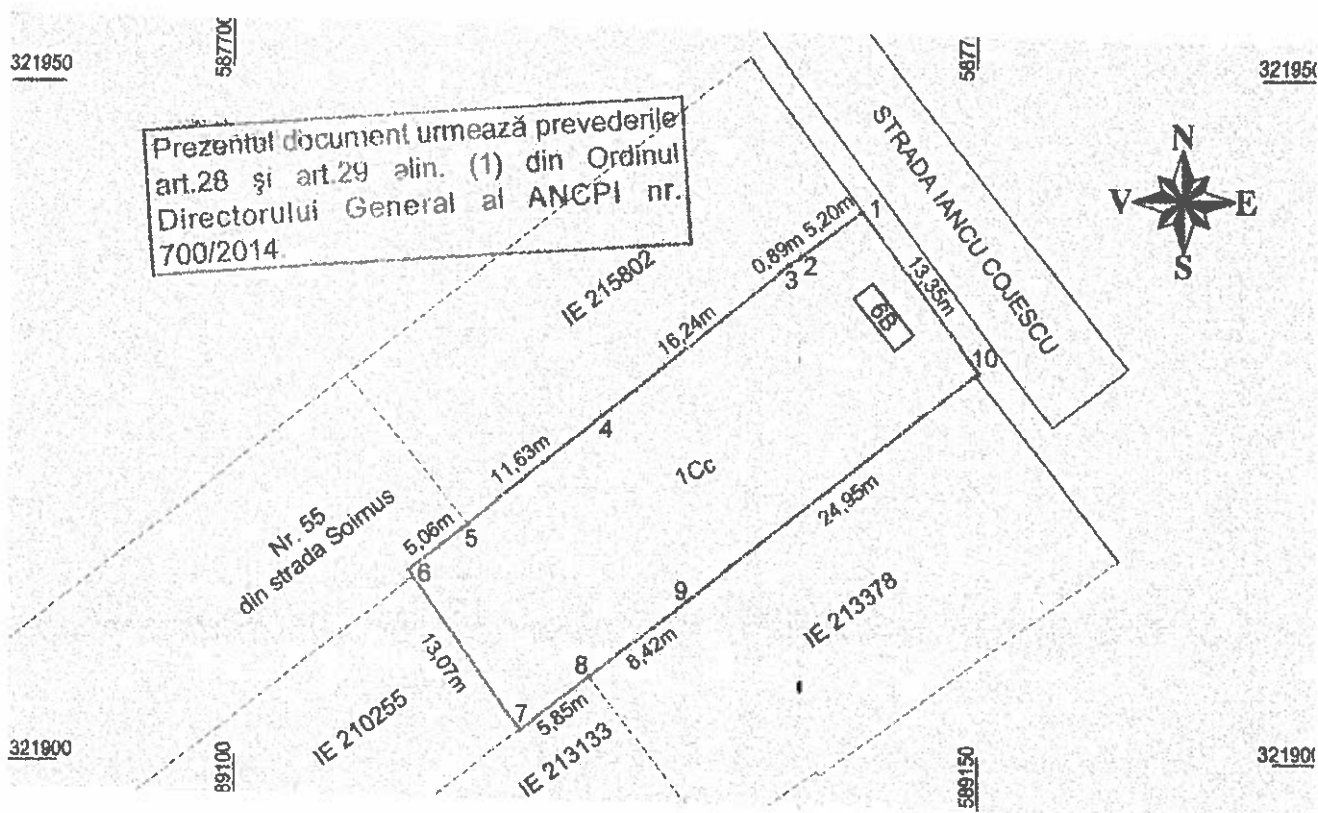 321950
587700
5877
321950
Prezentul document urmează prevederile
art.28 și art.29 alin. (1) din Ordinul
Directorului General al ANCPI nr.
700/2014.
STRADA IANCU COJESCU
N
V
E
S
IE 215802
0,89m
5,20m
1
2
3
13,35m
6B
16,24m
10
4
11,63m
1Cc
24,95m
Nr. 55
din strada Soimus
5,06m
5
6
9
IE 213378
13,07m
8
8,42m
7
5,85m
IE 210255
IE 213133
321900
89100
589150
321900